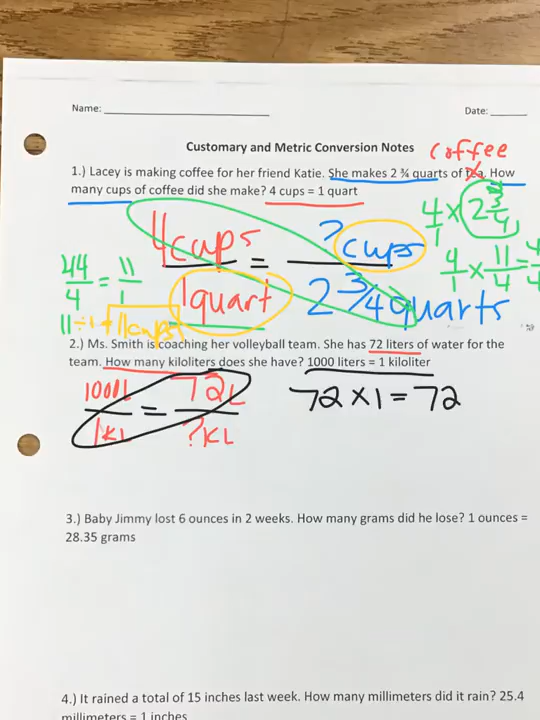 Name: Date:
Customary and Metric Conversion Notes
coffee
1.) Lacey is making coffee for her friend Katie. She makes 2 ¾ quarts of tea. How
many cups of coffee did she make? 4 cups = 1 quart
4/1 × 2 3/4
4 cups = ? cups
1 quart 2 3/4 quarts
4/1 × 11/4 =
44/4 = 11/1
11 ÷ 1 = 11 cups
2.) Ms. Smith is coaching her volleyball team. She has 72 liters of water for the
team. How many kiloliters does she have? 1000 liters = 1 kiloliter
1000L = 72L
1KL ?KL
72 × 1 = 72
3.) Baby Jimmy lost 6 ounces in 2 weeks. How many grams did he lose? 1 ounces =
28.35 grams
4.) It rained a total of 15 inches last week. How many millimeters did it rain? 25.4
millimeters = 1 inches